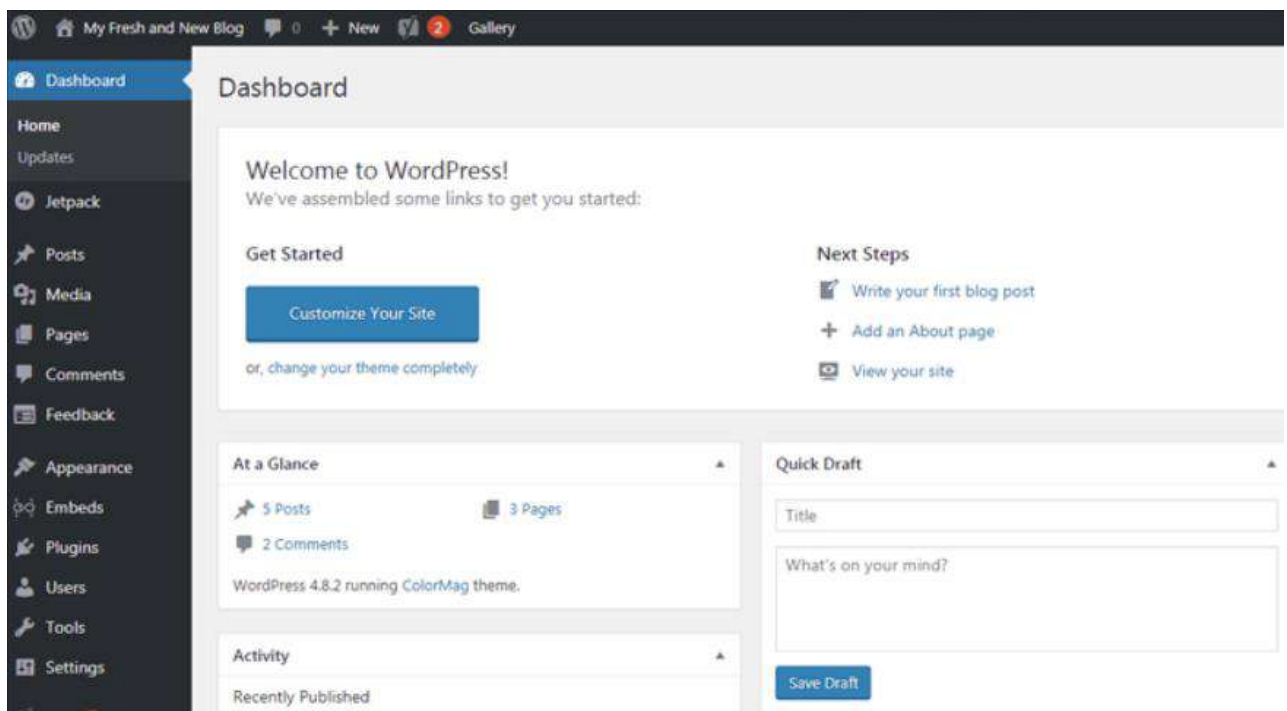 My Fresh and New Blog 0 New 2 Gallery
Dashboard
Home
Updates
Jetpack
Posts
Media
Pages
Comments
Feedback
Appearance
Embeds
Plugins
Users
Tools
Settings
Dashboard
Welcome to WordPress!
We've assembled some links to get you started:
Get Started
Customize Your Site
or, change your theme completely
Next Steps
Write your first blog post
Add an About page
View your site
At a Glance
5 Posts 3 Pages
2 Comments
WordPress 4.8.2 running ColorMag theme.
Activity
Recently Published
Quick Draft
Title
What's on your mind?
Save Draft